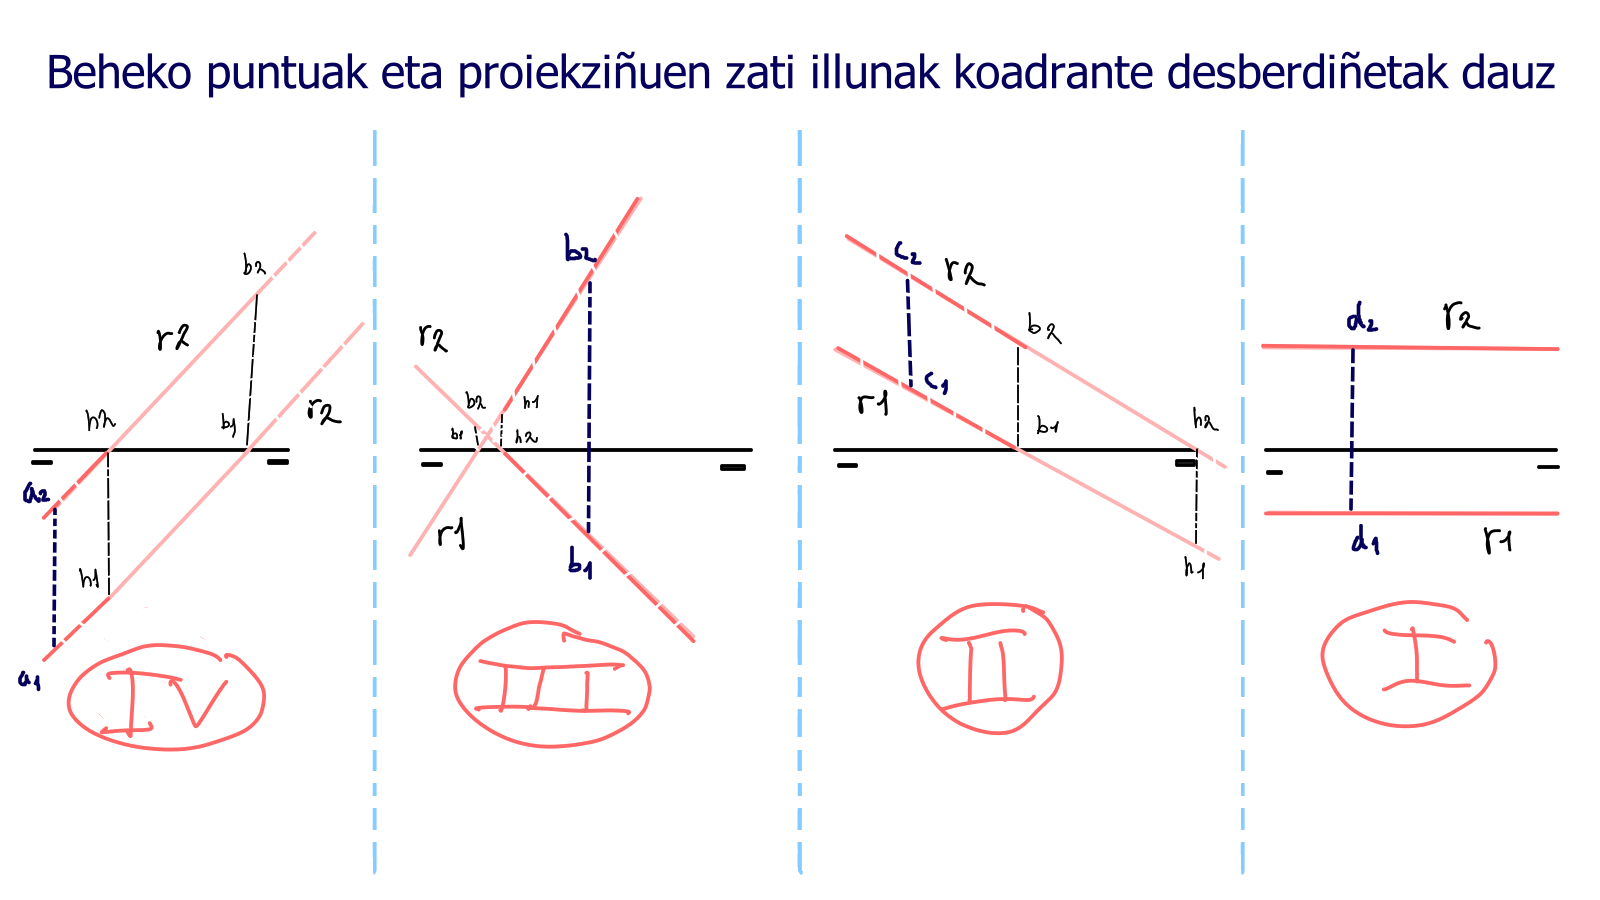 Beheko puntuak eta proiekziñuen zati illunak koadrante desberdiñetak dauz
b2
r2
h2
b1
r2
a2
h1
a1
IV
b2
r2
b2
h1
b1
h2
r1
b1
III
c2
r2
b2
c1
r1
b1
h2
h1
II
d2
r2
d1
r1
I